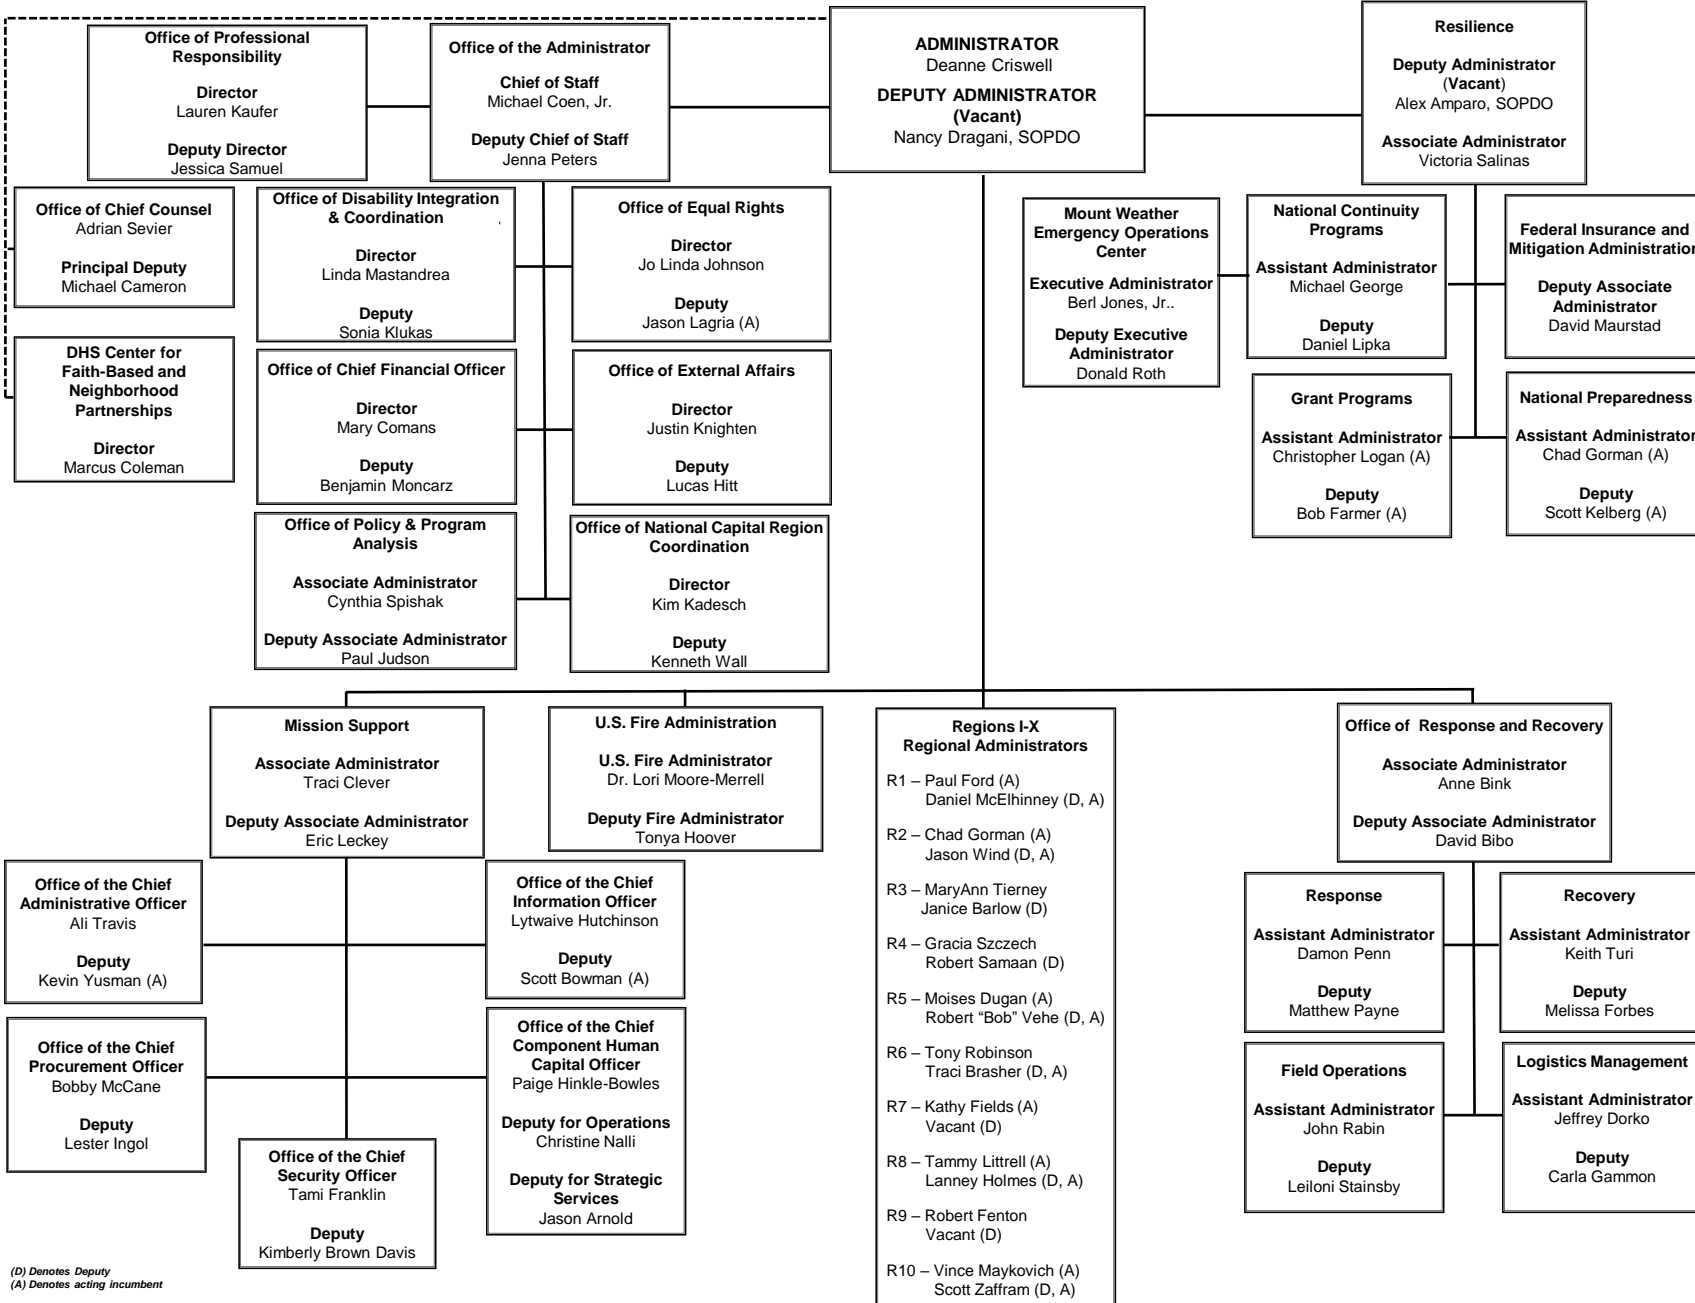 Office of Professional
Responsibility
Director
Lauren Kaufer
Deputy Director
Jessica Samuel
Office of the Administrator
Chief of Staff
Michael Coen, Jr.
Deputy Chief of Staff
Jenna Peters
ADMINISTRATOR
Deanne Criswell
DEPUTY ADMINISTRATOR
(Vacant)
Nancy Dragani, SOPDO
Resilience
Deputy Administrator
(Vacant)
Alex Amparo, SOPDO
Associate Administrator
Victoria Salinas
Office of Chief Counsel
Adrian Sevier
Principal Deputy
Michael Cameron
Office of Disability Integration
& Coordination
Director
Linda Mastandrea
Deputy
Sonia Klukas
Office of Equal Rights
Director
Jo Linda Johnson
Deputy
Jason Lagria (A)
Mount Weather
Emergency Operations
Center
Executive Administrator
Berl Jones, Jr..
Deputy Executive
Administrator
Donald Roth
National Continuity
Programs
Assistant Administrator
Michael George
Deputy
Daniel Lipka
Federal Insurance and
Mitigation Administration
Deputy Associate
Administrator
David Maurstad
DHS Center for
Faith-Based and
Neighborhood
Partnerships
Director
Marcus Coleman
Office of Chief Financial Officer
Director
Mary Comans
Deputy
Benjamin Moncarz
Office of External Affairs
Director
Justin Knighten
Deputy
Lucas Hitt
Grant Programs
Assistant Administrator
Christopher Logan (A)
Deputy
Bob Farmer (A)
National Preparedness
Assistant Administrator
Chad Gorman (A)
Deputy
Scott Kelberg (A)
Office of Policy & Program
Analysis
Associate Administrator
Cynthia Spishak
Deputy Associate Administrator
Paul Judson
Office of National Capital Region
Coordination
Director
Kim Kadesch
Deputy
Kenneth Wall
Mission Support
Associate Administrator
Traci Clever
Deputy Associate Administrator
Eric Leckey
U.S. Fire Administration
U.S. Fire Administrator
Dr. Lori Moore-Merrell
Deputy Fire Administrator
Tonya Hoover
Regions I-X
Regional Administrators
R1 – Paul Ford (A)
Daniel McElhinney (D, A)
R2 – Chad Gorman (A)
Jason Wind (D, A)
R3 – MaryAnn Tierney
Janice Barlow (D)
R4 – Gracia Szczech
Robert Samaan (D)
R5 – Moises Dugan (A)
Robert “Bob” Vehe (D, A)
R6 – Tony Robinson
Traci Brasher (D, A)
R7 – Kathy Fields (A)
Vacant (D)
R8 – Tammy Littrell (A)
Lanney Holmes (D, A)
R9 – Robert Fenton
Vacant (D)
R10 – Vince Maykovich (A)
Scott Zaffram (D, A)
Office of Response and Recovery
Associate Administrator
Anne Bink
Deputy Associate Administrator
David Bibo
Office of the Chief
Administrative Officer
Ali Travis
Deputy
Kevin Yusman (A)
Office of the Chief
Information Officer
Lytwaive Hutchinson
Deputy
Scott Bowman (A)
Response
Assistant Administrator
Damon Penn
Deputy
Matthew Payne
Recovery
Assistant Administrator
Keith Turi
Deputy
Melissa Forbes
Office of the Chief
Procurement Officer
Bobby McCane
Deputy
Lester Ingol
Office of the Chief
Component Human
Capital Officer
Paige Hinkle-Bowles
Deputy for Operations
Christine Nalli
Deputy for Strategic
Services
Jason Arnold
Field Operations
Assistant Administrator
John Rabin
Deputy
Leiloni Stainsby
Logistics Management
Assistant Administrator
Jeffrey Dorko
Deputy
Carla Gammon
Office of the Chief
Security Officer
Tami Franklin
Deputy
Kimberly Brown Davis
(D) Denotes Deputy
(A) Denotes acting incumbent